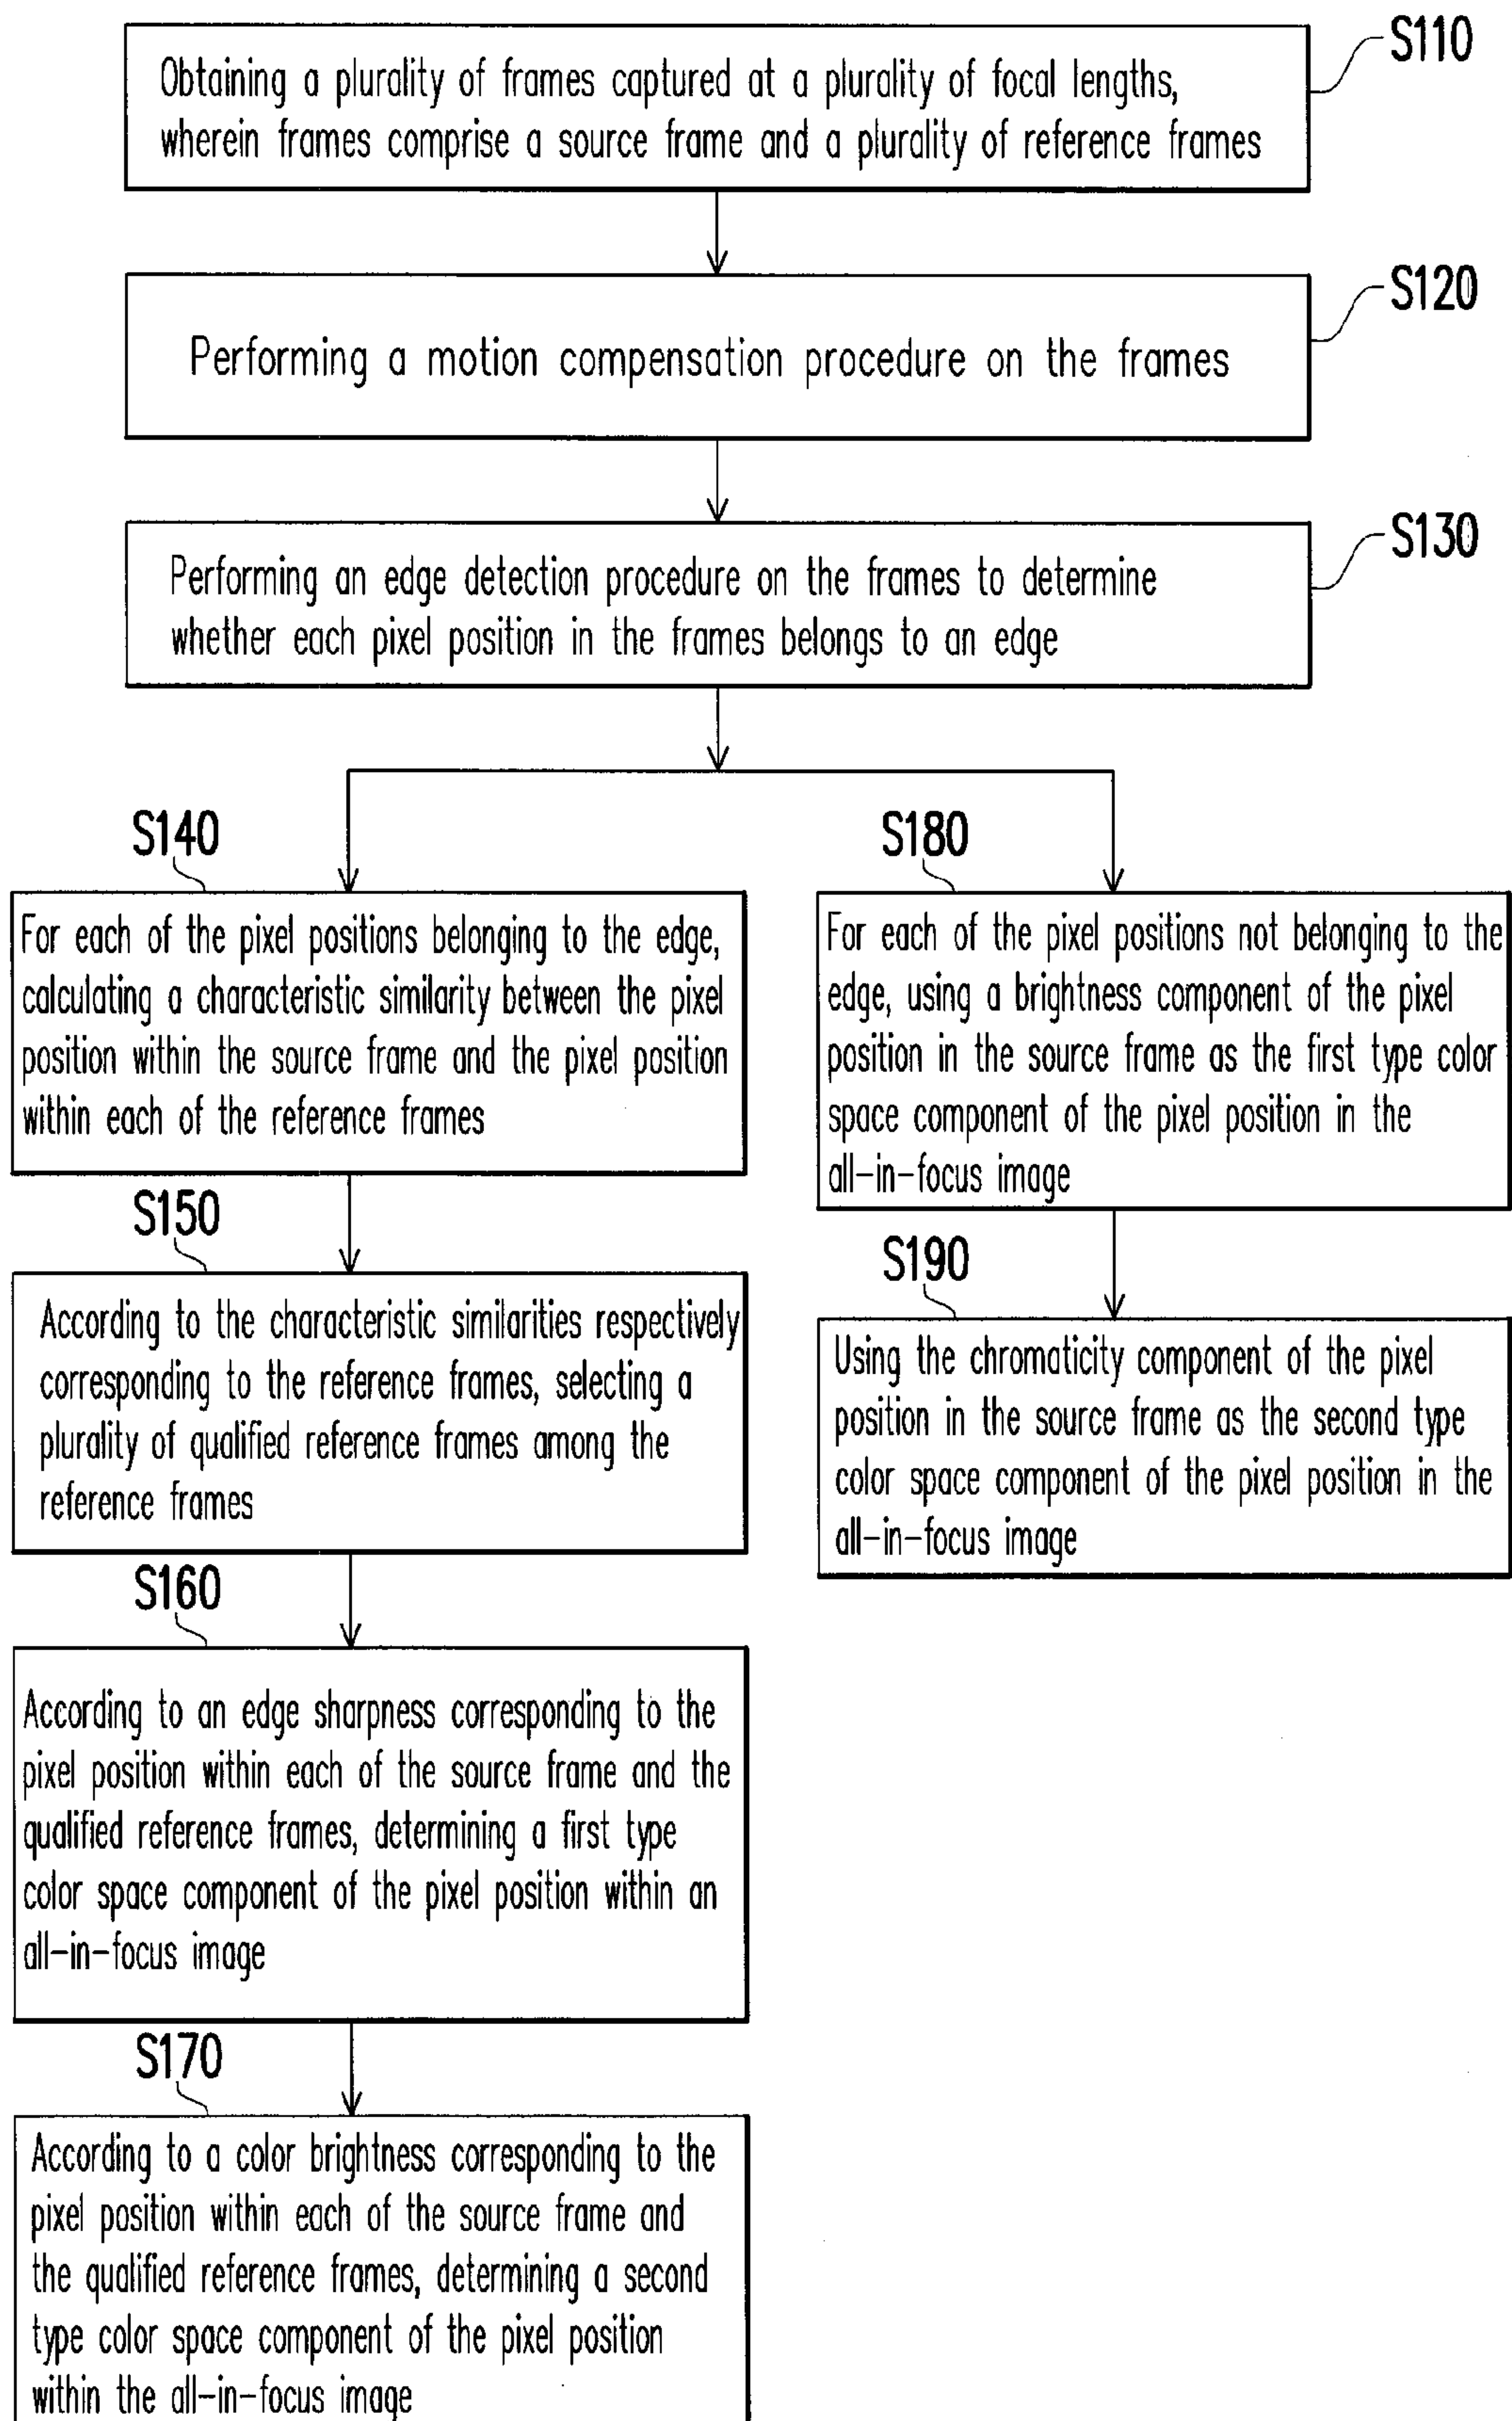 S110
Obtaining a plurality of frames captured at a plurality of focal lengths,
wherein frames comprise a source frame and a plurality of reference frames
S120
Performing a motion compensation procedure on the frames
S130
Performing an edge detection procedure on the frames to determine
whether each pixel position in the frames belongs to an edge
S140
For each of the pixel positions belonging to the edge,
calculating a characteristic similarity between the pixel
position within the source frame and the pixel position
within each of the reference frames
S150
According to the characteristic similarities respectively
corresponding to the reference frames, selecting a
plurality of qualified reference frames among the
reference frames
S160
According to an edge sharpness corresponding to the
pixel position within each of the source frame and the
qualified reference frames, determining a first type
color space component of the pixel position within an
all-in-focus image
S170
According to a color brightness corresponding to the
pixel position within each of the source frame and
the qualified reference frames, determining a second
type color space component of the pixel position
within the all-in-focus image
S180
For each of the pixel positions not belonging to the
edge, using a brightness component of the pixel
position in the source frame as the first type color
space component of the pixel position in the
all-in-focus image
S190
Using the chromaticity component of the pixel
position in the source frame as the second type
color space component of the pixel position in the
all-in-focus image